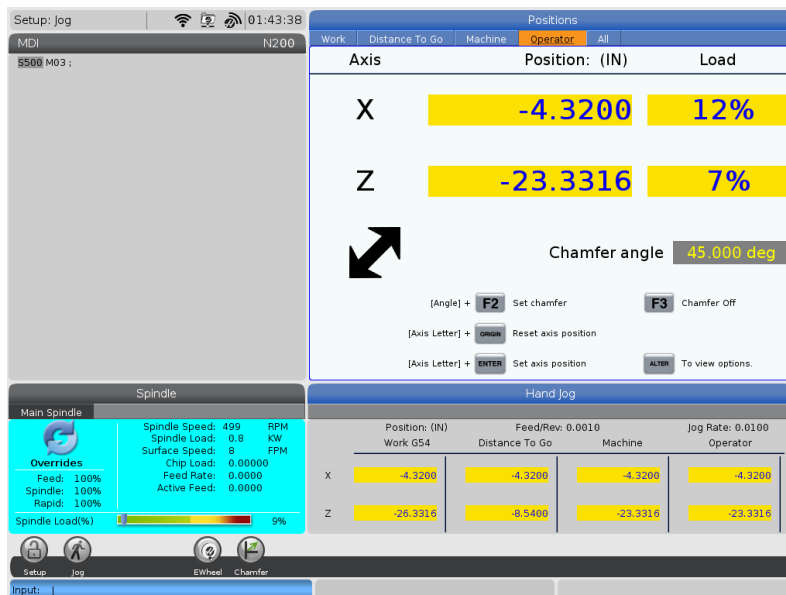 Setup: Jog 01:43:38
MDI N200
S500 M03 ;
Positions
Work Distance To Go Machine Operator All
Axis Position: (IN) Load
X -4.3200 12%
Z -23.3316 7%
Chamfer angle 45.000 deg
[Angle] + F2 Set chamfer F3 Chamfer Off
[Axis Letter] + ORIGIN Reset axis position
[Axis Letter] + ENTER Set axis position ALTER To view options.
Spindle
Main Spindle
Overrides
Feed: 100%
Spindle: 100%
Rapid: 100%
Spindle Speed: 499 RPM
Spindle Load: 0.8 KW
Surface Speed: 8 FPM
Chip Load: 0.00000
Feed Rate: 0.0000
Active Feed: 0.0000
Spindle Load(%) 9%
Hand Jog
Position: (IN) Feed/Rev: 0.0010 Jog Rate: 0.0100
Work G54 Distance To Go Machine Operator
X -4.3200 -4.3200 -4.3200 -4.3200
Z -26.3316 -8.5400 -23.3316 -23.3316
Setup Jog EWheel Chamfer
Input: